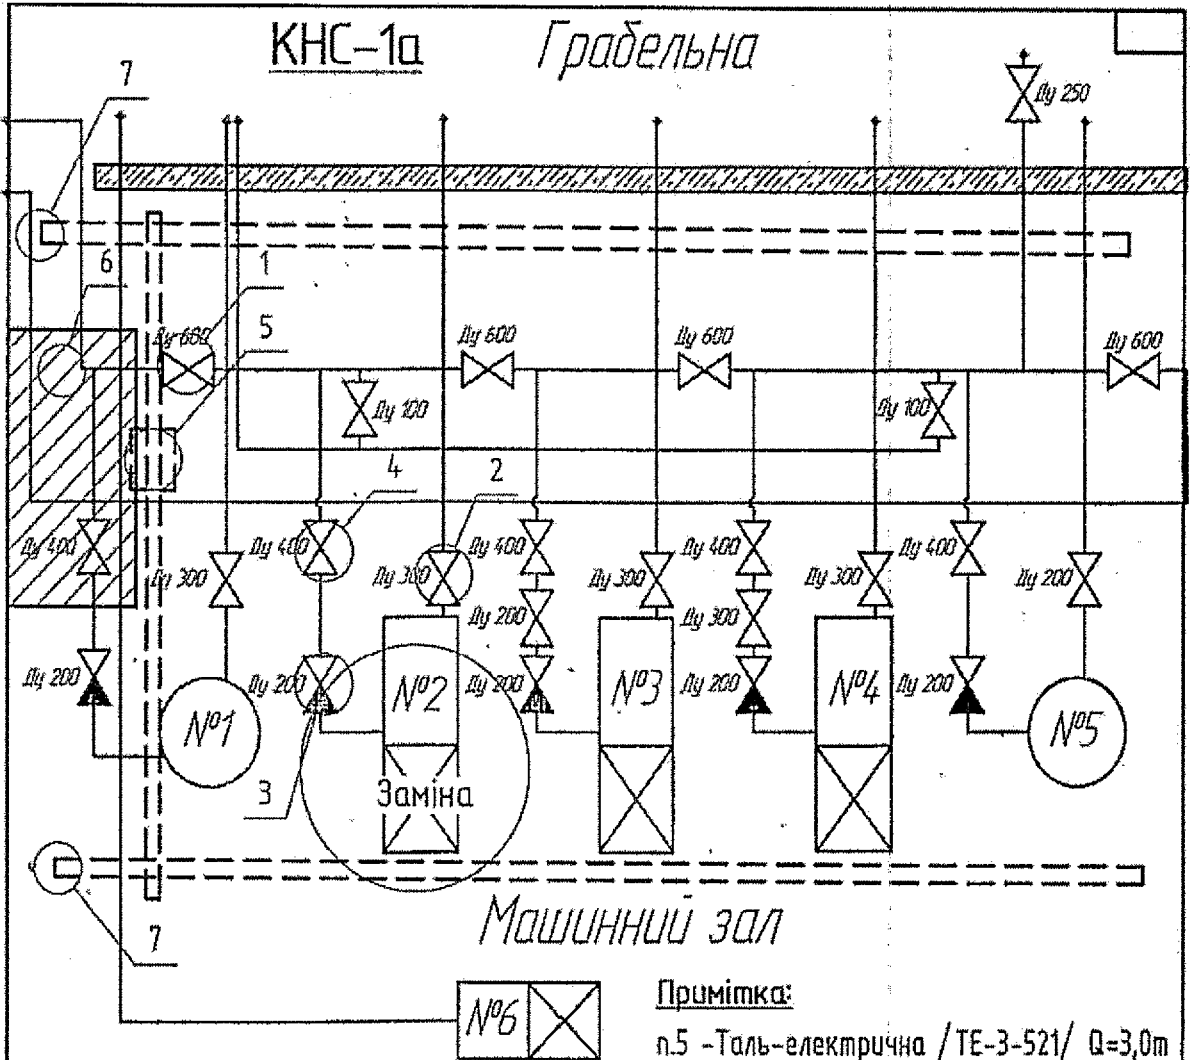 КНС-1а
Грабельна
7
Ду 250
6
1
5
Ду 600
Ду 600
Ду 600
Ду 600
Ду 100
Ду 100
4
2
Ду 400
Ду 300
Ду 400
Ду 300
Ду 400
Ду 300
Ду 400
Ду 300
Ду 400
Ду 200
Ду 200
Ду 300
Ду 200
Ду 200
Ду 200
Ду 200
Ду 200
№1
№2
№3
№4
№5
3
Заміна
7
Машинний зал
№6
Примітка:
п.5 -Таль-електрична /ТЕ-3-521/ Q=3,0т